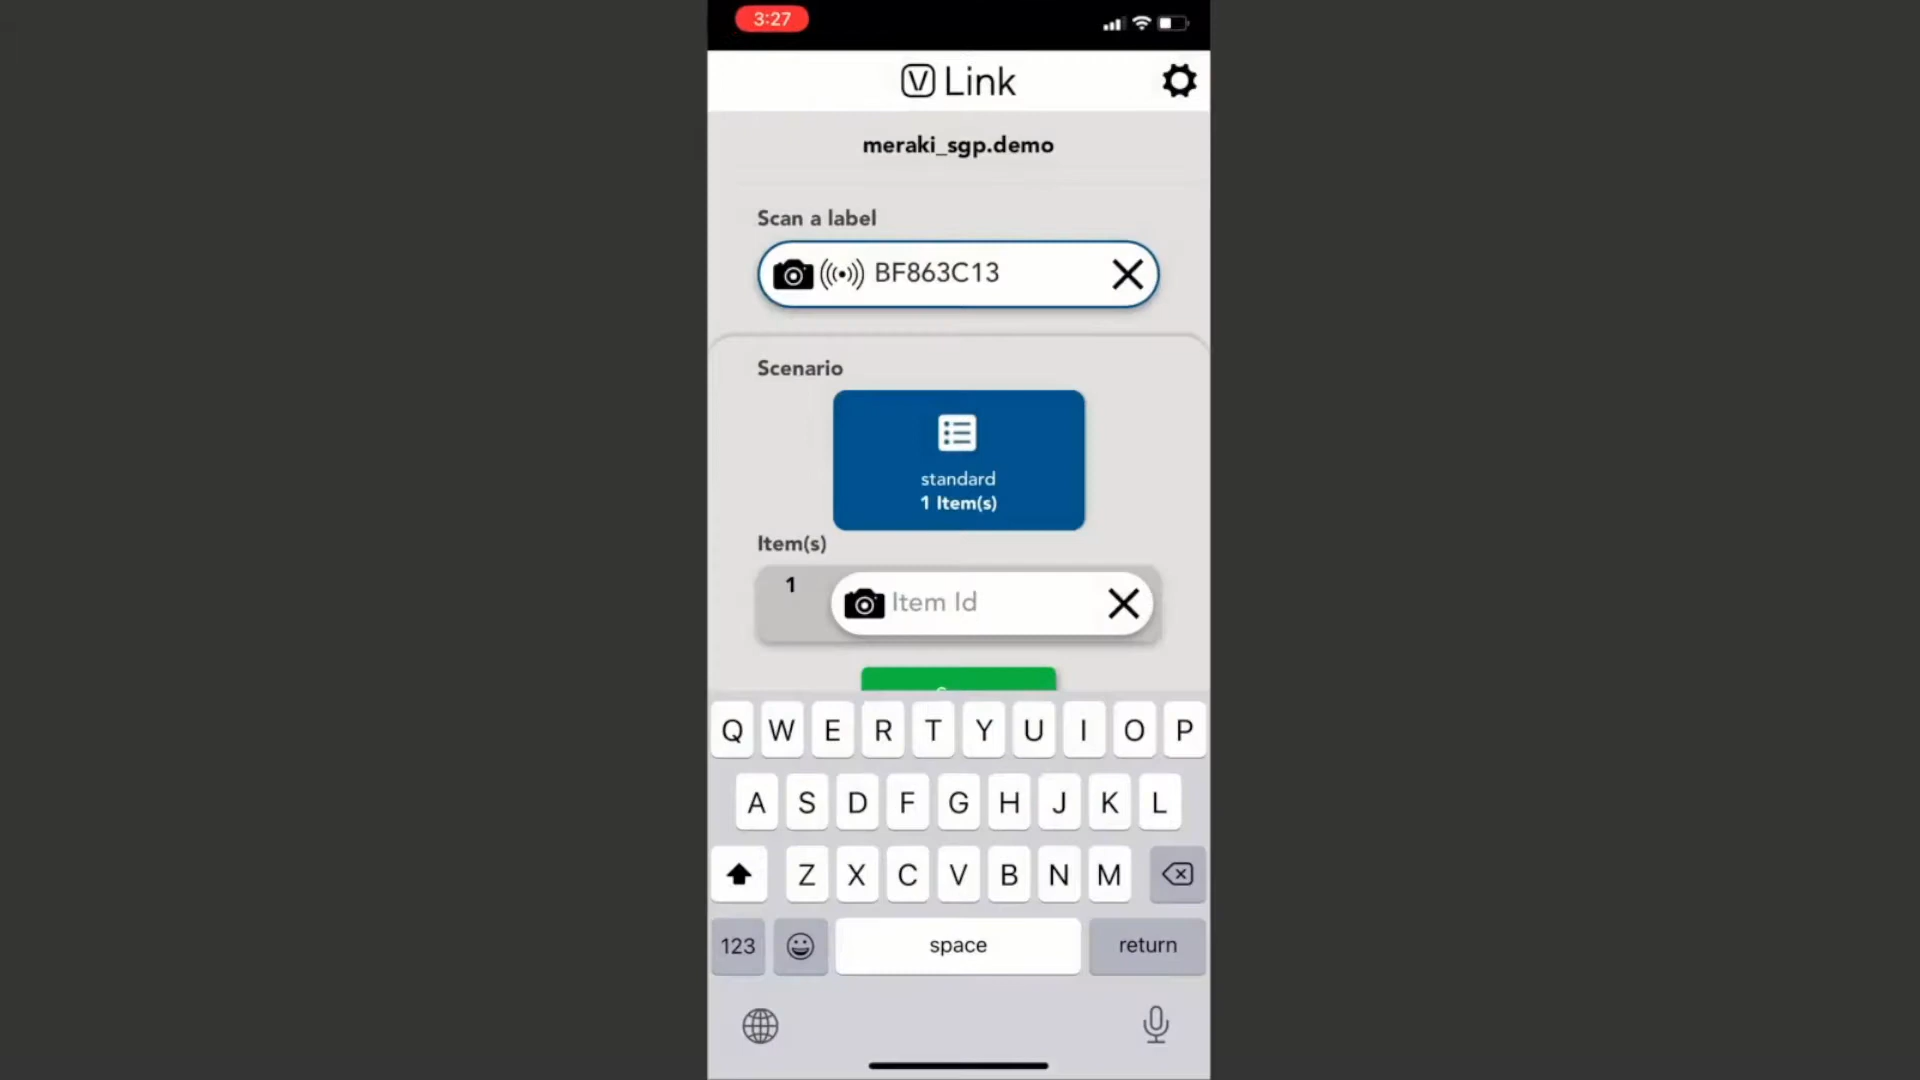 3:27
V Link
meraki_sgp.demo
Scan a label
BF863C13
Scenario
standard
1 Item(s)
Item(s)
1
Item Id
Q W E R T Y U I O P
A S D F G H J K L
Z X C V B N M
123
space
return